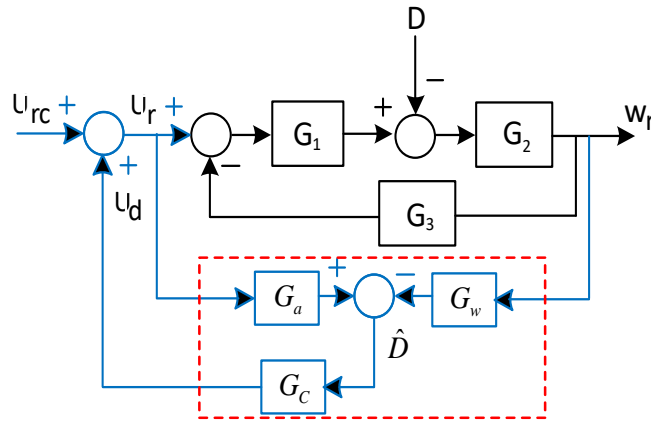 D
−
U_rc + U_r + + w_r
G_1 G_2
− +
U_d G_3
+ −
G_a G_w
D̂
G_C